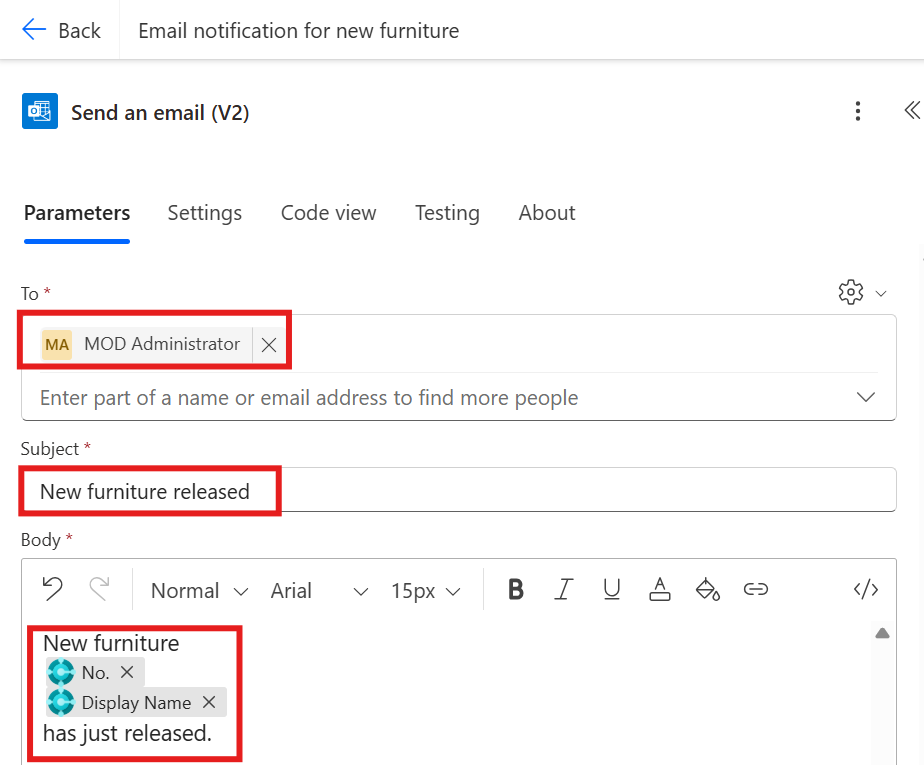 Back Email notification for new furniture
Send an email (V2)
Parameters Settings Code view Testing About
To *
MA MOD Administrator
Enter part of a name or email address to find more people
Subject *
New furniture released
Body *
Normal Arial 15px B I U A </>
New furniture
No.
Display Name
has just released.